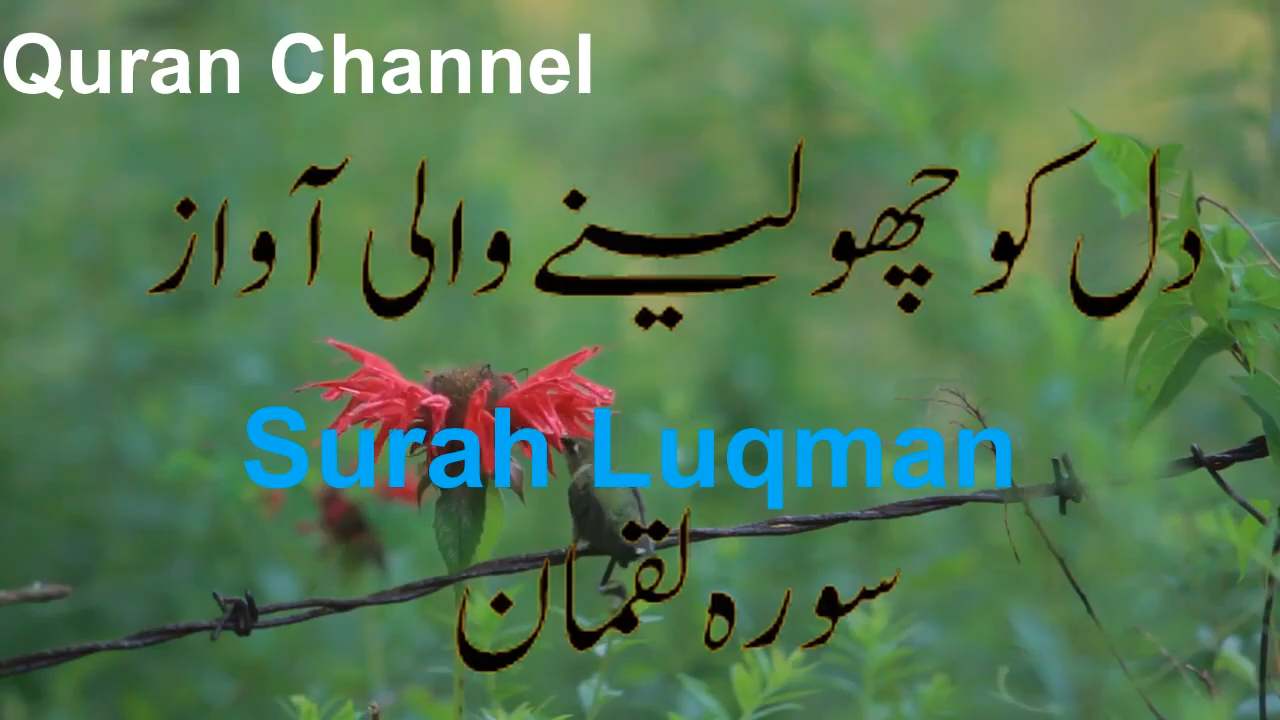 Quran Channel
دل کو چھو لینے والی آواز
Surah Luqman
سورہ لقمان